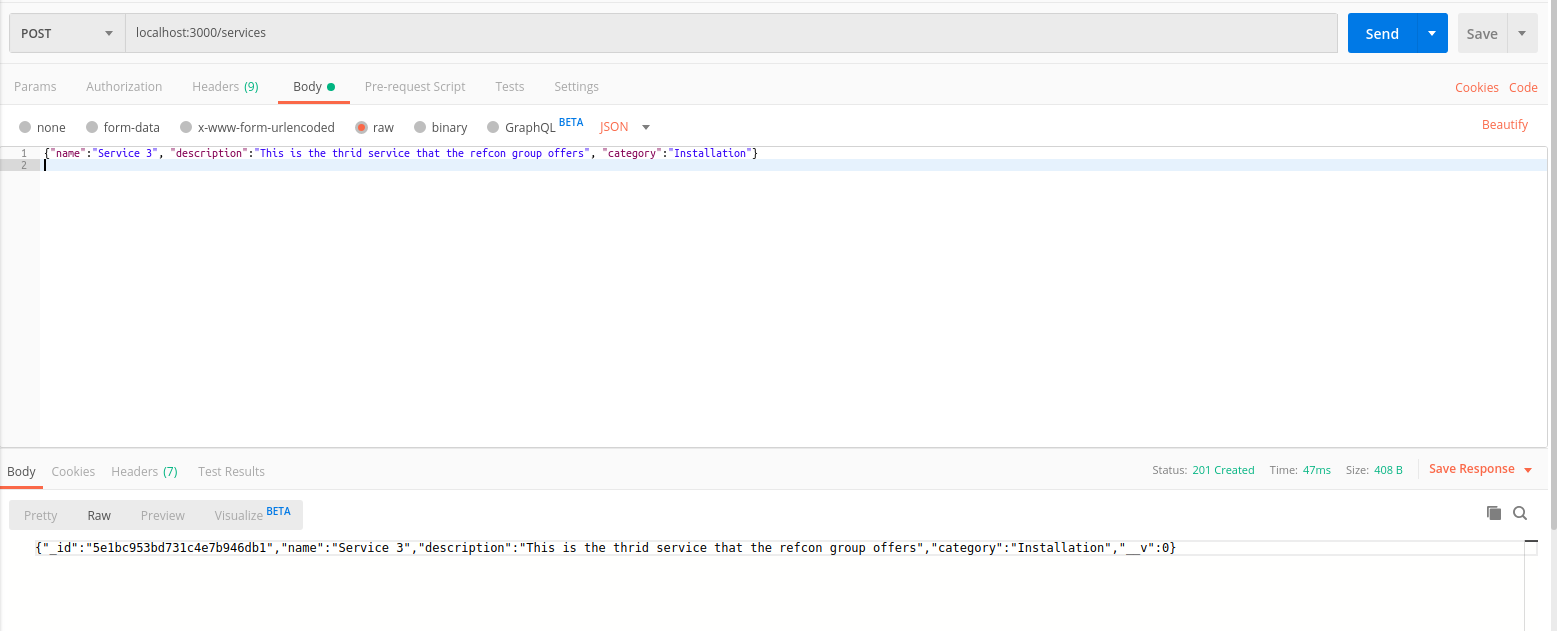 POST localhost:3000/services Send Save
Params Authorization Headers (9) Body Pre-request Script Tests Settings Cookies Code
none form-data x-www-form-urlencoded raw binary GraphQL BETA JSON Beautify
1 {"name":"Service 3", "description":"This is the thrid service that the refcon group offers", "category":"Installation"}
2
Body Cookies Headers (7) Test Results Status: 201 Created Time: 47ms Size: 408 B Save Response
Pretty Raw Preview Visualize BETA
{"_id":"5e1bc953bd731c4e7b946db1","name":"Service 3","description":"This is the thrid service that the refcon group offers","category":"Installation","__v":0}